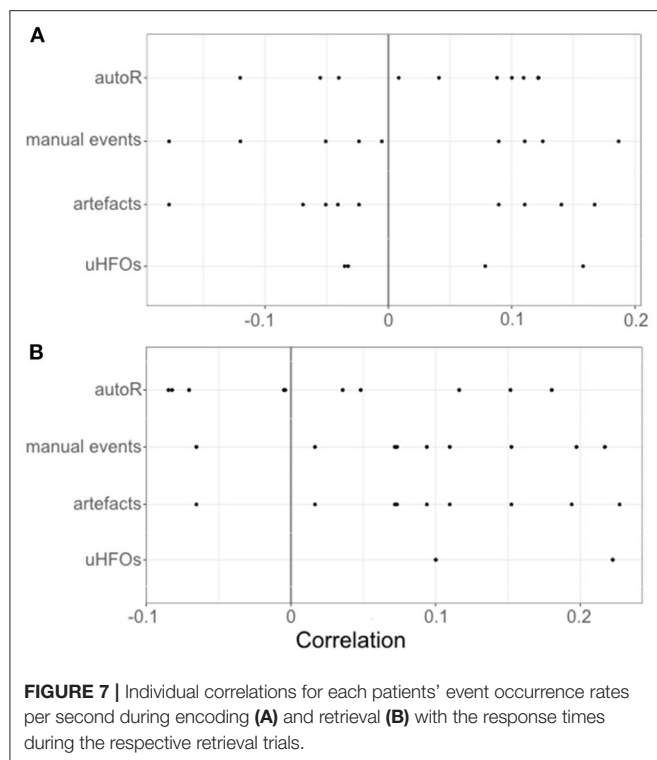 A
autoR
manual events
artefacts
uHFOs
-0.1 0 0.1 0.2
B
autoR
manual events
artefacts
uHFOs
-0.1 0 0.1 0.2
Correlation
FIGURE 7 | Individual correlations for each patients’ event occurrence rates
per second during encoding (A) and retrieval (B) with the response times
during the respective retrieval trials.